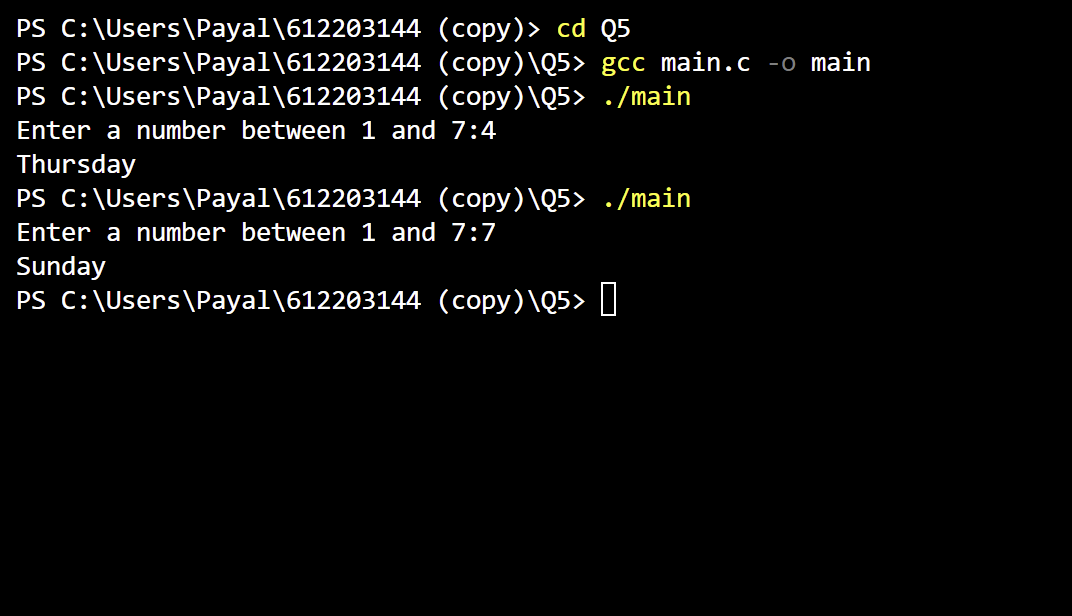 PS C:\Users\Payal\612203144 (copy)> cd Q5
PS C:\Users\Payal\612203144 (copy)\Q5> gcc main.c -o main
PS C:\Users\Payal\612203144 (copy)\Q5> ./main
Enter a number between 1 and 7:4
Thursday
PS C:\Users\Payal\612203144 (copy)\Q5> ./main
Enter a number between 1 and 7:7
Sunday
PS C:\Users\Payal\612203144 (copy)\Q5>